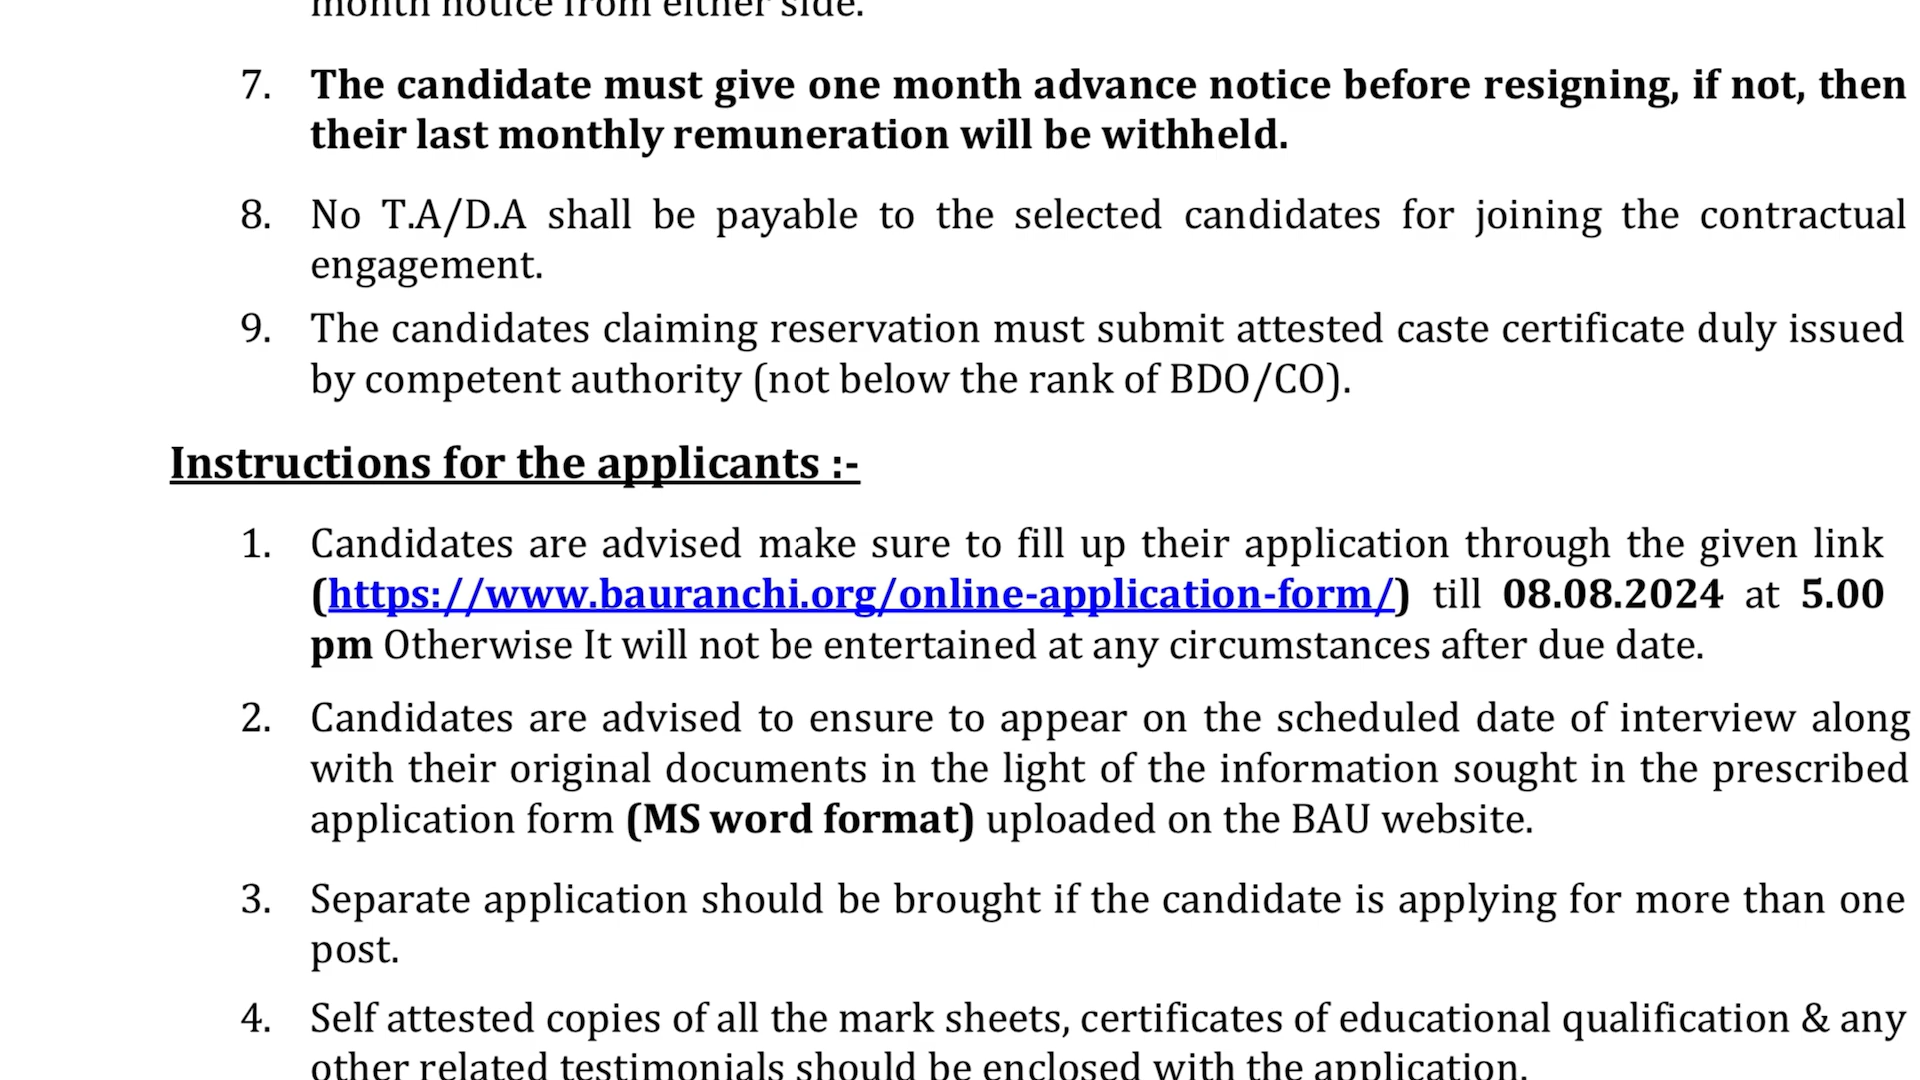 month notice from either side.
7. The candidate must give one month advance notice before resigning, if not, then
their last monthly remuneration will be withheld.
8. No T.A/D.A shall be payable to the selected candidates for joining the contractual
engagement.
9. The candidates claiming reservation must submit attested caste certificate duly issued
by competent authority (not below the rank of BDO/CO).
Instructions for the applicants :-
1. Candidates are advised make sure to fill up their application through the given link
(https://www.bauranchi.org/online-application-form/) till 08.08.2024 at 5.00
pm Otherwise It will not be entertained at any circumstances after due date.
2. Candidates are advised to ensure to appear on the scheduled date of interview along
with their original documents in the light of the information sought in the prescribed
application form (MS word format) uploaded on the BAU website.
3. Separate application should be brought if the candidate is applying for more than one
post.
4. Self attested copies of all the mark sheets, certificates of educational qualification & any
other related testimonials should be enclosed with the application.